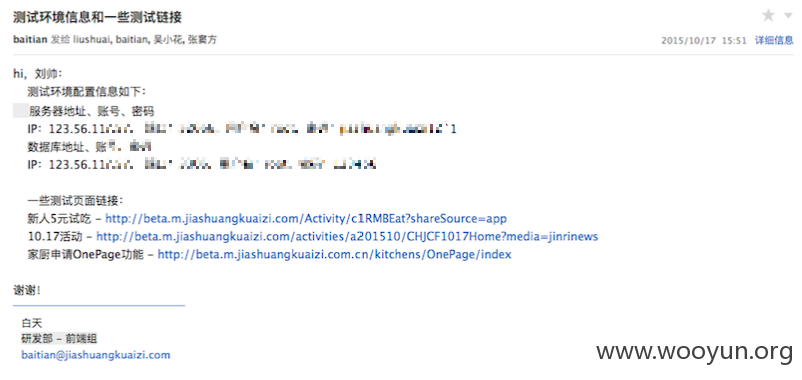 测试环境信息和一些测试链接
baitian 发给 liushuai, baitian, 吴小花, 张窦方
2015/10/17 15:51 详细信息
hi，刘帅：
测试环境配置信息如下：
服务器地址、账号、密码
IP：123.56.11
数据库地址、账
IP：123.56.11
一些测试页面链接：
新人5元试吃 - http://beta.m.jiashuangkuaizi.com/Activity/c1RMBEat?shareSource=app
10.17活动 - http://beta.m.jiashuangkuaizi.com/activities/a201510/CHJCF1017Home?media=jinrinews
家厨申请OnePage功能 - http://beta.m.jiashuangkuaizi.com.cn/kitchens/OnePage/index
谢谢！
白天
研发部 - 前端组
baitian@jiashuangkuaizi.com
www.wooyun.org